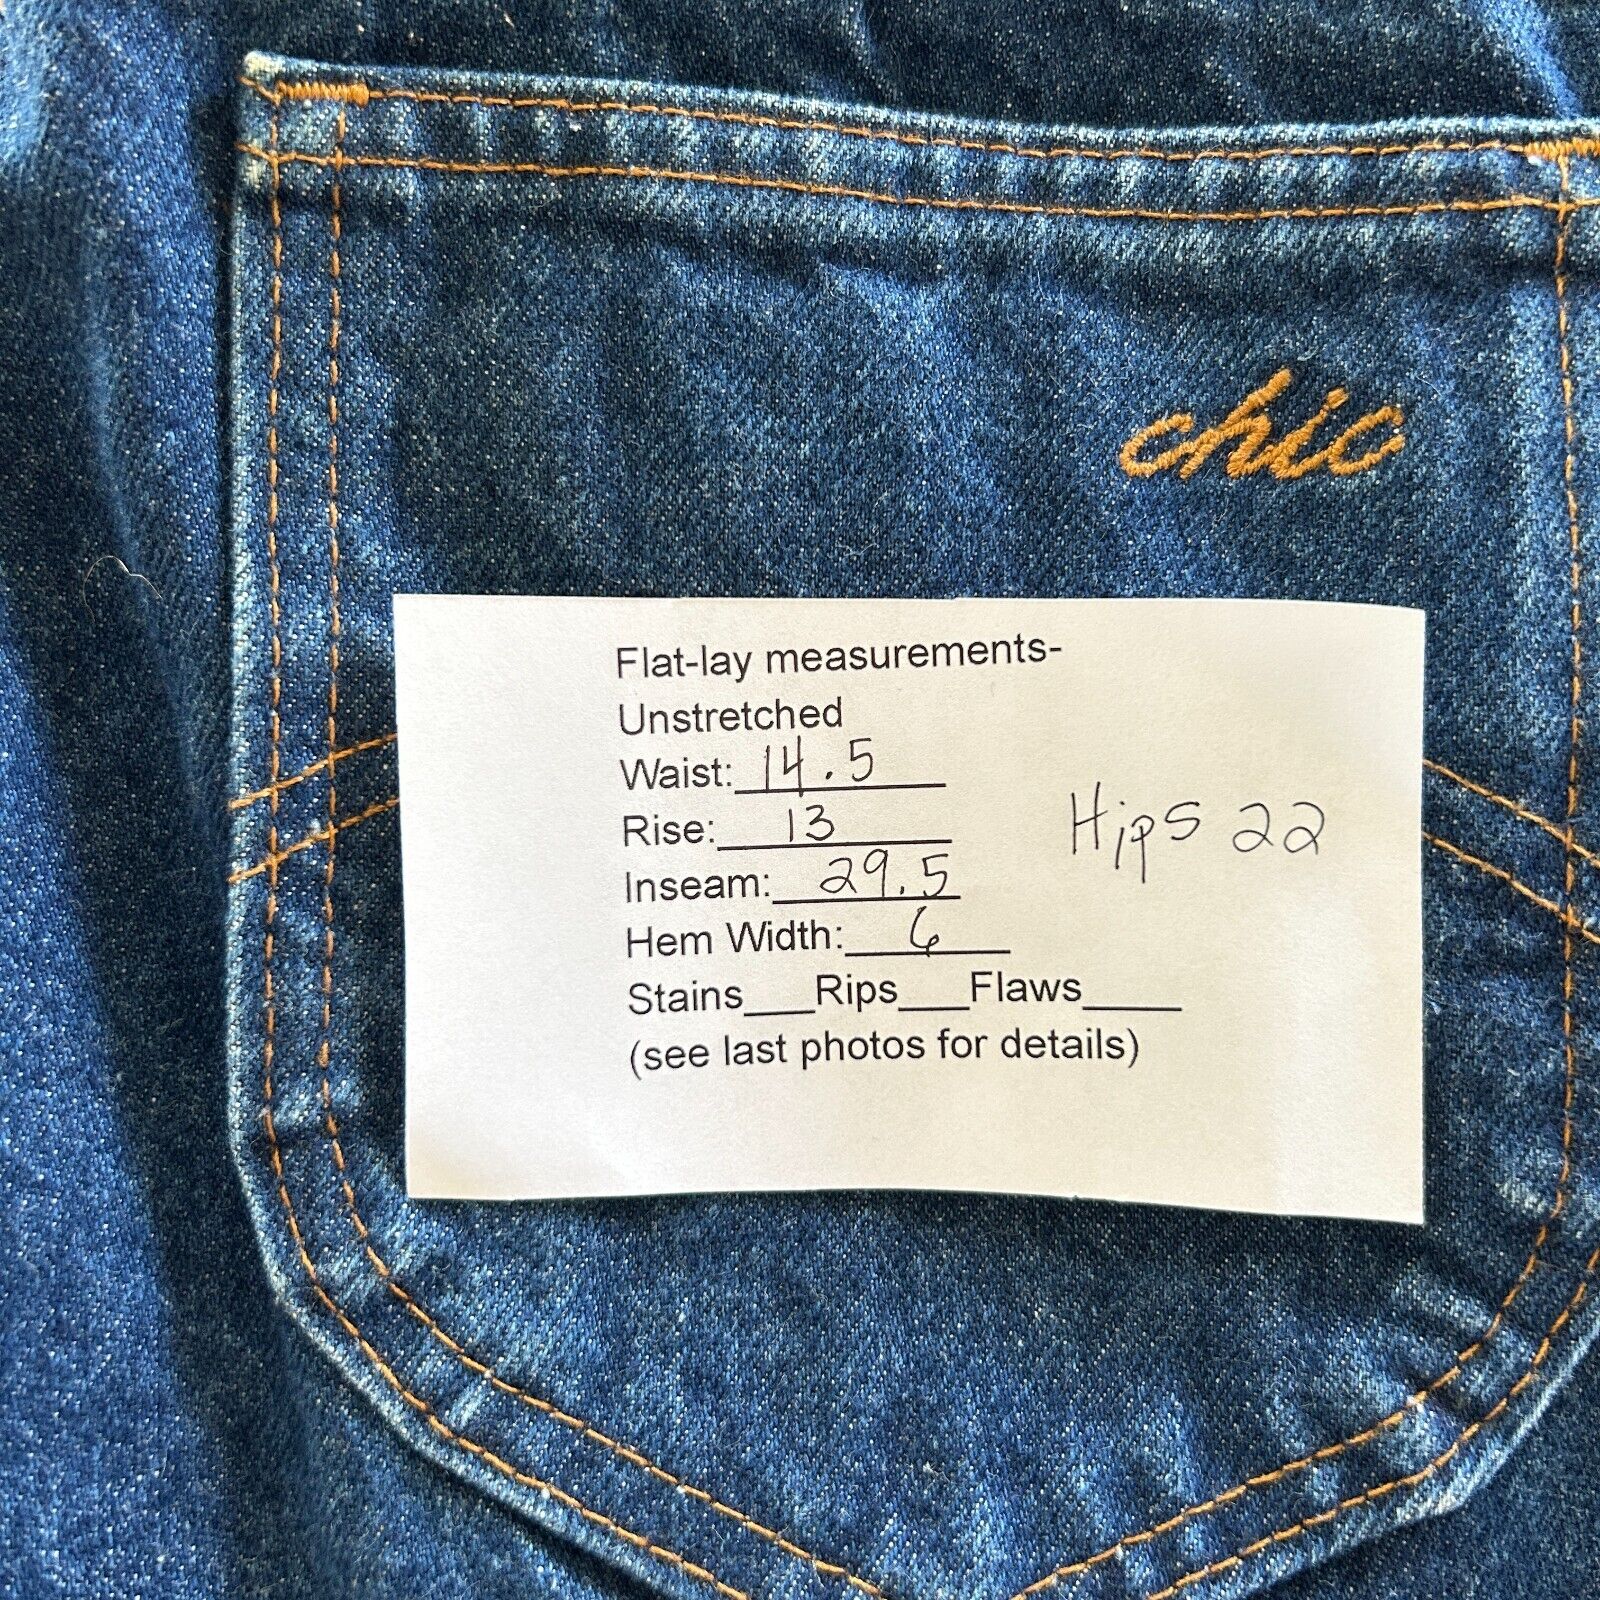 chic
Flat-lay measurements-
Unstretched
Waist: 14.5
Rise: 13
Inseam: 29.5
Hem Width: 6
Hips 22
Stains___Rips___Flaws____
(see last photos for details)